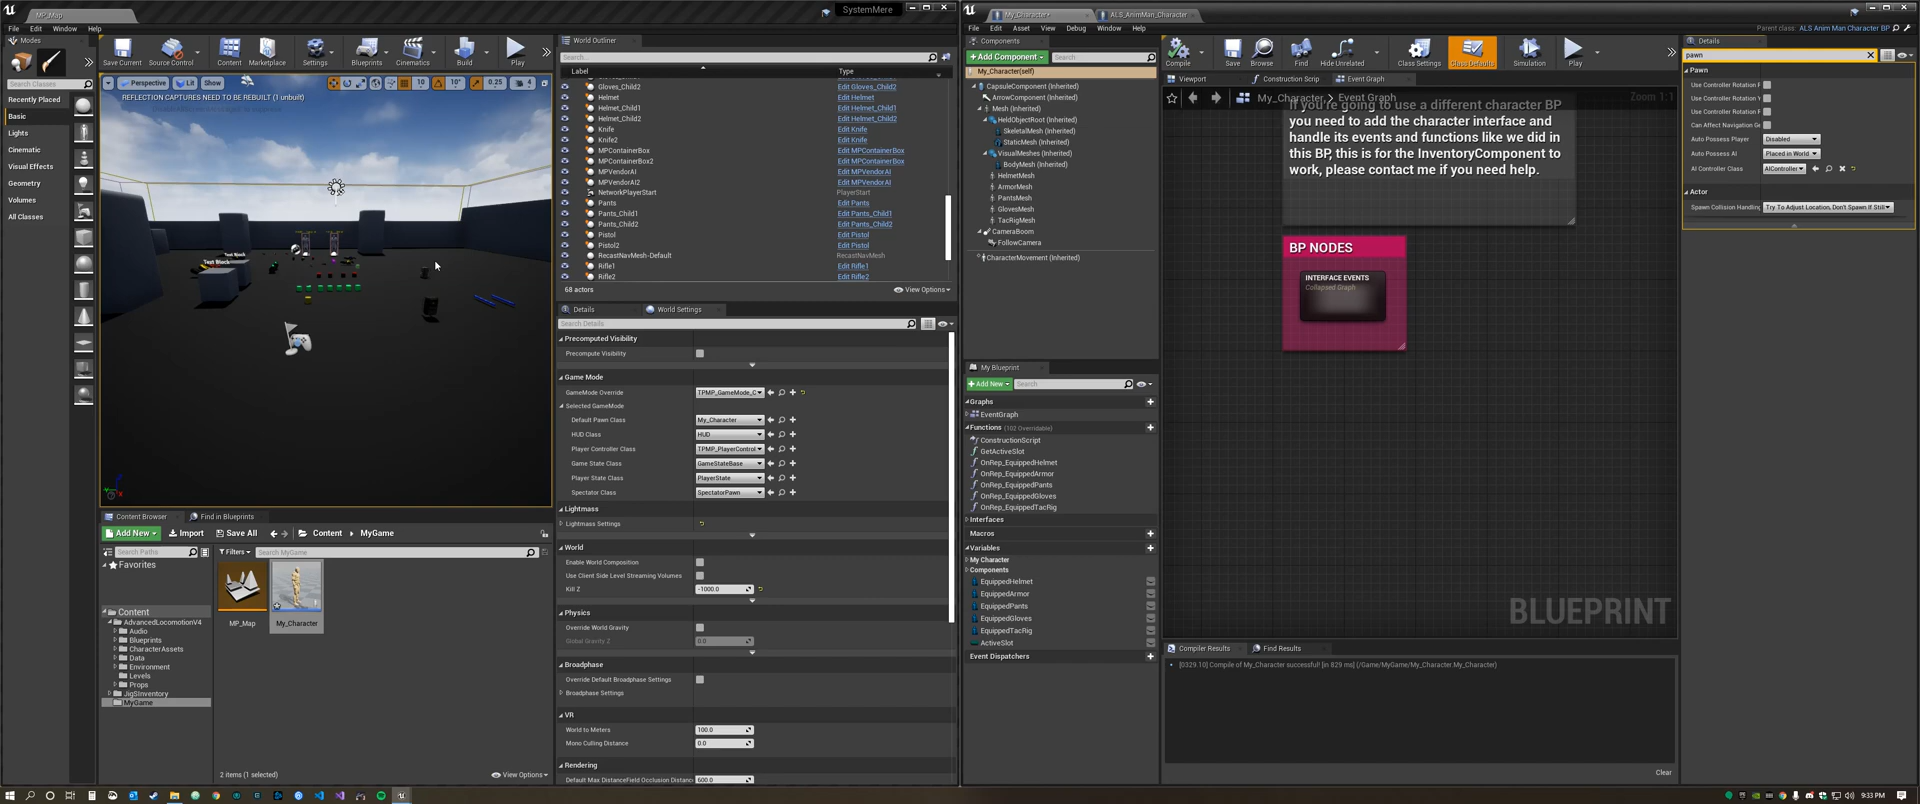 MP_Map
SystemMere
File Edit Window Help
Modes
Search Classes
Recently Placed
Basic
Lights
Cinematic
Visual Effects
Geometry
Volumes
All Classes
Save Current
Source Control
Content
Marketplace
Settings
Blueprints
Cinematics
Build
Play
Perspective
Lit
Show
10
10°
0.25
4
REFLECTION CAPTURES NEED TO BE REBUILT (1 unbuilt)
Text Block
Text Block
World Outliner
Search...
Label
Type
Gloves_Child2 Edit Gloves_Child2
Helmet Edit Helmet
Helmet_Child1 Edit Helmet_Child1
Helmet_Child2 Edit Helmet_Child2
Knife Edit Knife
Knife2 Edit Knife
MPContainerBox Edit MPContainerBox
MPContainerBox2 Edit MPContainerBox
MPVendorAI Edit MPVendorAI
MPVendorAI2 Edit MPVendorAI
NetworkPlayerStart PlayerStart
Pants Edit Pants
Pants_Child1 Edit Pants_Child1
Pants_Child2 Edit Pants_Child2
Pistol Edit Pistol
Pistol2 Edit Pistol
RecastNavMesh-Default RecastNavMesh
Rifle1 Edit Rifle1
Rifle2 Edit Rifle2
68 actors
View Options
Details
World Settings
Search Details
Precomputed Visibility
Precompute Visibility
Game Mode
GameMode Override TPMP_GameMode_C
Selected GameMode
Default Pawn Class My_Character
HUD Class HUD
Player Controller Class TPMP_PlayerControl
Game State Class GameStateBase
Player State Class PlayerState
Spectator Class SpectatorPawn
Lightmass
Lightmass Settings
World
Enable World Composition
Use Client Side Level Streaming Volumes
Kill Z -1000.0
Physics
Override World Gravity
Global Gravity Z 0.0
Broadphase
Override Default Broadphase Settings
Broadphase Settings
VR
World to Meters 100.0
Mono Culling Distance 0.0
Rendering
Default Max DistanceField Occlusion Distance 600.0
Content Browser
Find in Blueprints
Add New
Import
Save All
Content
MyGame
Search Paths
Filters
Search MyGame
Favorites
Content
AdvancedLocomotionV4
Audio
Blueprints
CharacterAssets
Data
Environment
Levels
Props
JigSInventory
MyGame
MP_Map
My_Character
2 items (1 selected)
View Options
My_Character
ALS_AnimMan_Character
File Edit Asset View Debug Window Help
Parent class: ALS Anim Man Character BP
Components
Add Component
Search
My_Character(self)
CapsuleComponent (Inherited)
ArrowComponent (Inherited)
Mesh (Inherited)
HeldObjectRoot (Inherited)
SkeletalMesh (Inherited)
StaticMesh (Inherited)
VisualMeshes (Inherited)
BodyMesh (Inherited)
HelmetMesh
ArmorMesh
PantsMesh
GlovesMesh
TacRigMesh
CameraBoom
FollowCamera
CharacterMovement (Inherited)
My Blueprint
Add New
Search
Graphs
EventGraph
Functions (102 Overridable)
ConstructionScript
GetActiveSlot
OnRep_EquippedHelmet
OnRep_EquippedArmor
OnRep_EquippedPants
OnRep_EquippedGloves
OnRep_EquippedTacRig
Interfaces
Macros
Variables
My Character
Components
EquippedHelmet
EquippedArmor
EquippedPants
EquippedGloves
EquippedTacRig
ActiveSlot
Event Dispatchers
Compile
Save
Browse
Find
Hide Unrelated
Class Settings
Class Defaults
Simulation
Play
Viewport
Construction Scrip
Event Graph
My_Character > Event Graph
Zoom 1:1
If you're going to use a different character BP
you need to add the character interface and
handle its events and functions like we did in
this BP, this is for the InventoryComponent to
work, please contact me if you need help.
BP NODES
INTERFACE EVENTS
Collapsed Graph
BLUEPRINT
Compiler Results
Find Results
[0329.10] Compile of My_Character successful! [in 829 ms] (/Game/MyGame/My_Character.My_Character)
Clear
Details
pawn
Pawn
Use Controller Rotation P
Use Controller Rotation Y
Use Controller Rotation R
Can Affect Navigation Ge
Auto Possess Player Disabled
Auto Possess AI Placed in World
AI Controller Class AIController
Actor
Spawn Collision Handling Try To Adjust Location, Don't Spawn If Still
9:33 PM